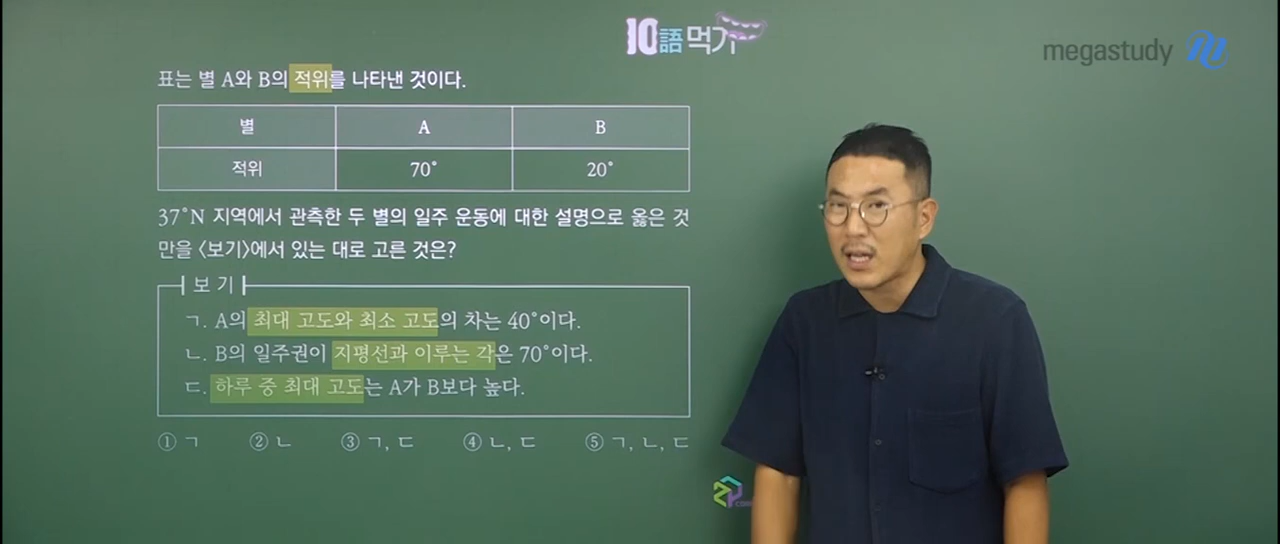 10語먹기
megastudy
표는 별 A와 B의 적위를 나타낸 것이다.
별 A B
적위 70° 20°
37°N 지역에서 관측한 두 별의 일주 운동에 대한 설명으로 옳은 것
만을 〈보기〉에서 있는 대로 고른 것은?
보 기
ㄱ. A의 최대 고도와 최소 고도의 차는 40°이다.
ㄴ. B의 일주권이 지평선과 이루는 각은 70°이다.
ㄷ. 하루 중 최대 고도는 A가 B보다 높다.
① ㄱ ② ㄴ ③ ㄱ, ㄷ ④ ㄴ, ㄷ ⑤ ㄱ, ㄴ, ㄷ